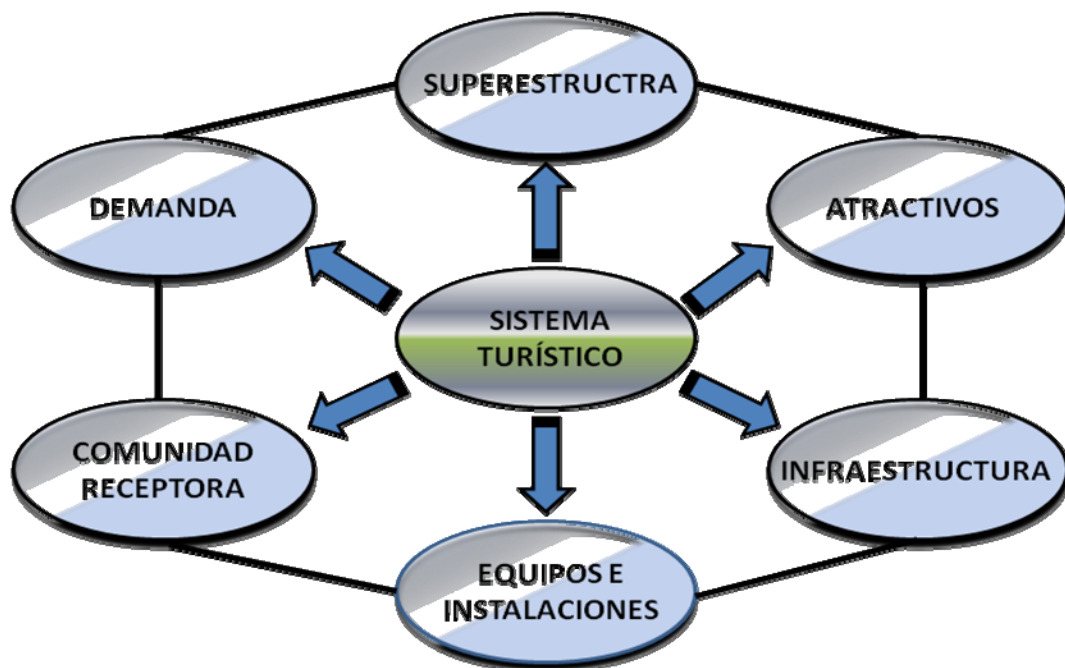 SUPERESTRUCTRA
DEMANDA
ATRACTIVOS
SISTEMA
TURÍSTICO
COMUNIDAD
RECEPTORA
INFRAESTRUCTURA
EQUIPOS E
INSTALACIONES